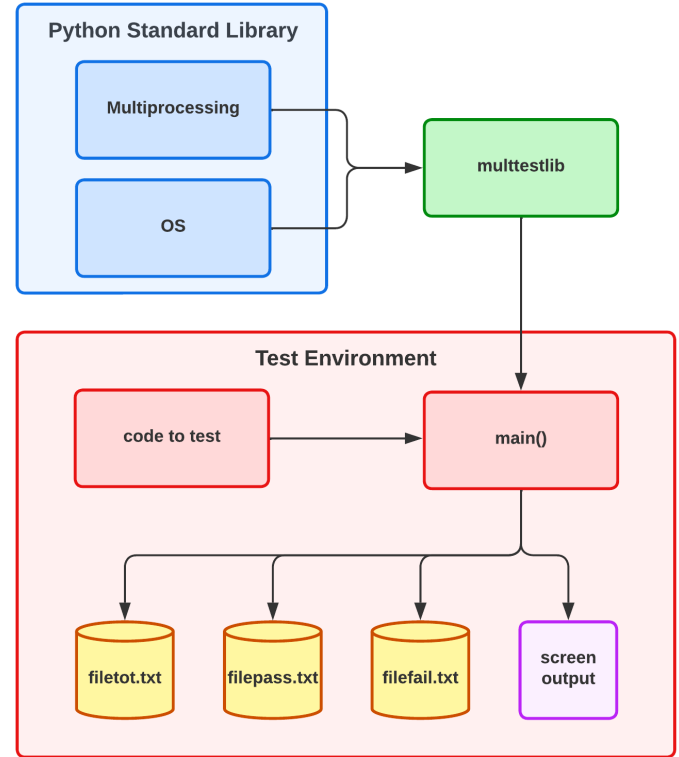 Python Standard Library
Multiprocessing
multtestlib
OS
Test Environment
code to test
main()
filetot.txt
filepass.txt
filefail.txt
screen
output